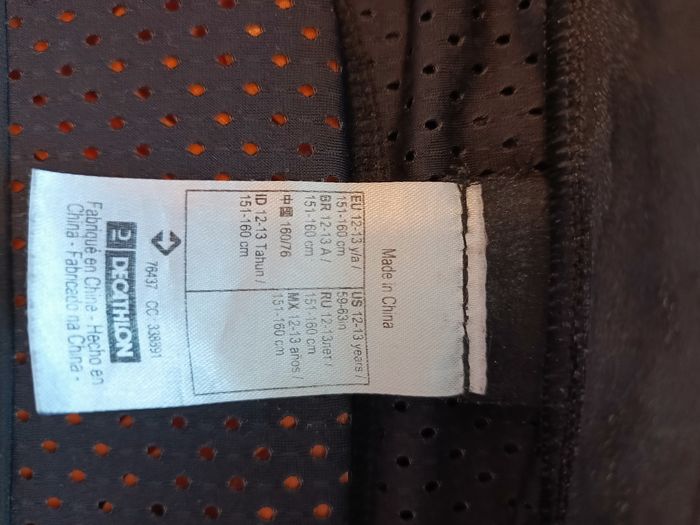 Made in China
EU 12-13 y/a /
151-160 cm
US 12-13 years /
59-63in
BR 12-13 A /
151-160 cm
RU 12-13лет /
151-160 cm
中国 160/76
MX 12-13 años /
151-160 cm
ID 12-13 Tahun /
151-160 cm
76437 CC 338891
DECATHLON
Fabriqué en China - Hecho en
China - Fabricado na China -